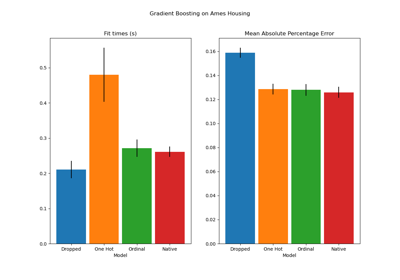 Gradient Boosting on Ames Housing
Fit times (s)
0.5
0.4
0.3
0.2
0.1
0.0
Dropped One Hot Ordinal Native
Model
Mean Absolute Percentage Error
0.16
0.14
0.12
0.10
0.08
0.06
0.04
0.02
0.00
Dropped One Hot Ordinal Native
Model